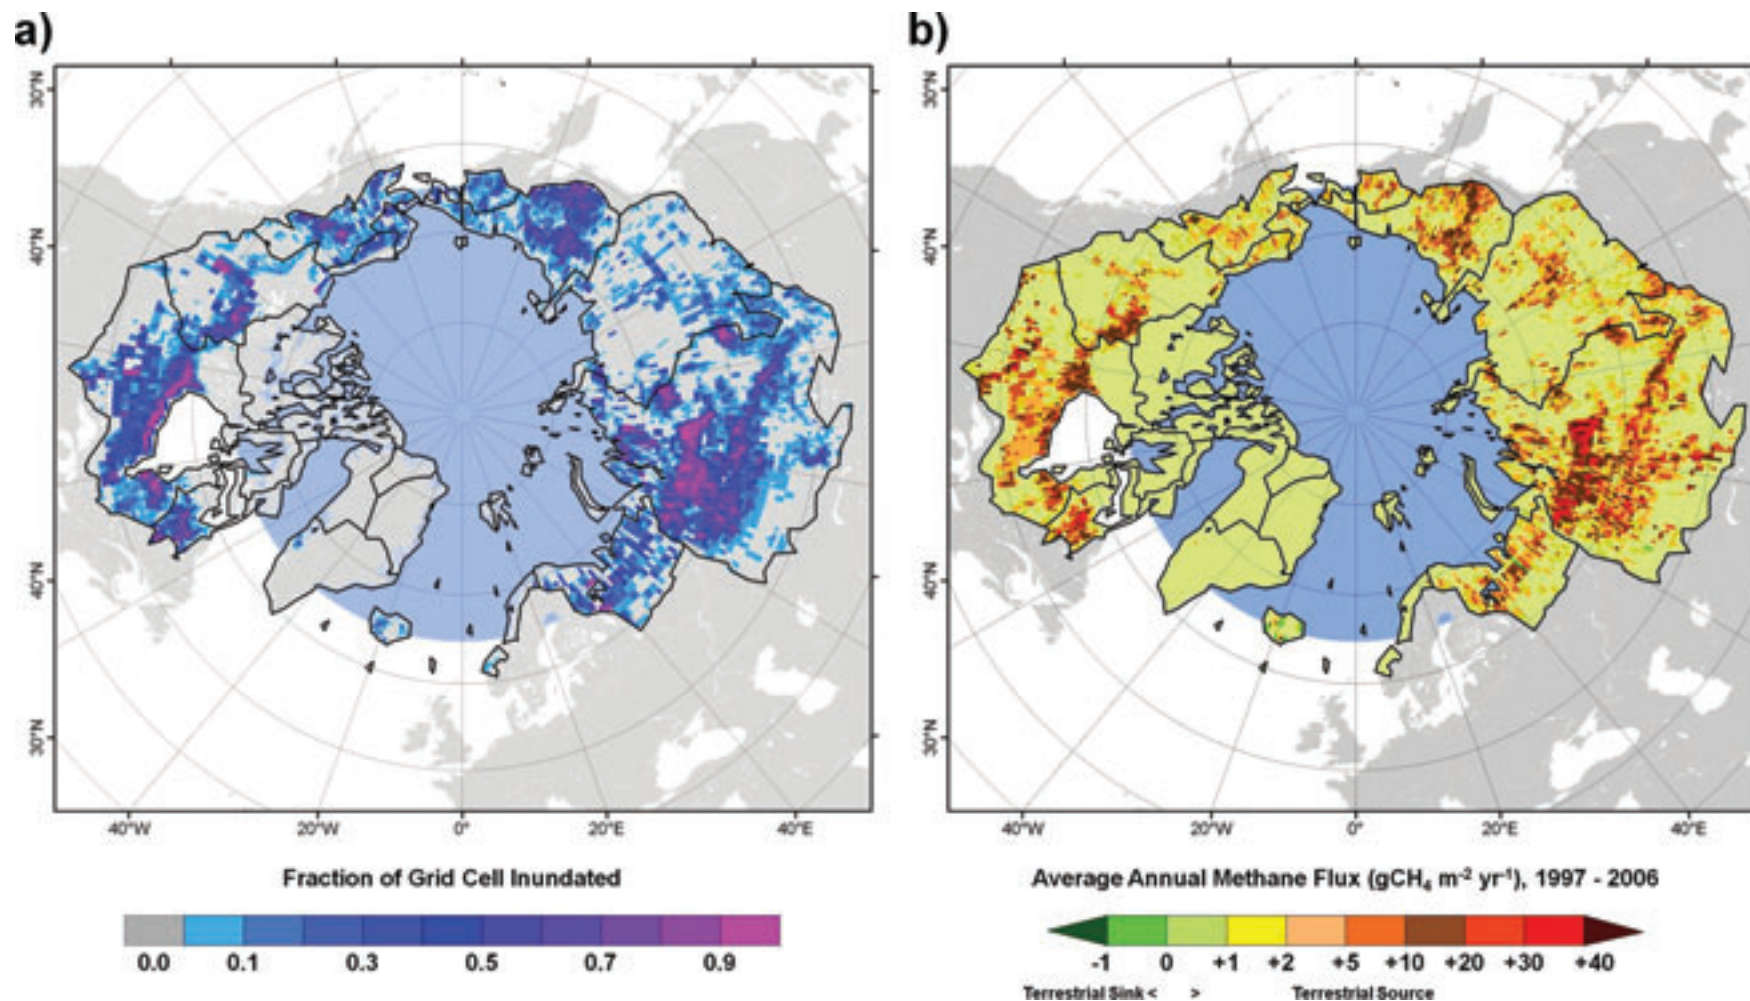 a)
b)
30°N
40°N
40°N
30°N
40°W 20°W 0° 20°E 40°E
30°N
40°N
40°N
30°N
40°W 20°W 0° 20°E 40°E
Fraction of Grid Cell Inundated
0.0 0.1 0.3 0.5 0.7 0.9
Average Annual Methane Flux (gCH₄ m⁻² yr⁻¹), 1997 - 2006
-1 0 +1 +2 +5 +10 +20 +30 +40
Terrestrial Sink < > Terrestrial Source